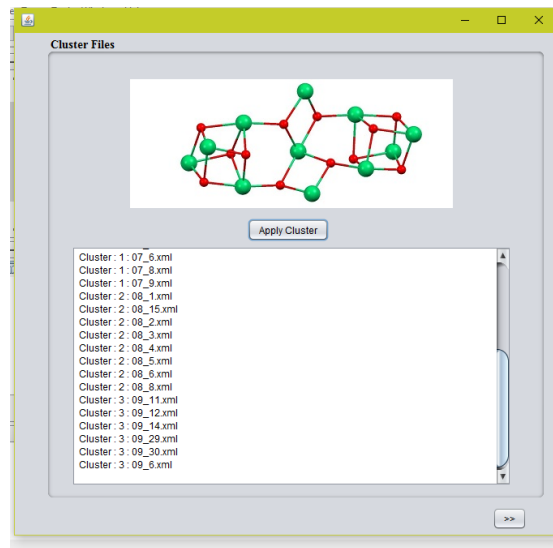 Cluster Files
Apply Cluster
Cluster : 1 : 07_6.xml
Cluster : 1 : 07_8.xml
Cluster : 1 : 07_9.xml
Cluster : 2 : 08_1.xml
Cluster : 2 : 08_15.xml
Cluster : 2 : 08_2.xml
Cluster : 2 : 08_3.xml
Cluster : 2 : 08_4.xml
Cluster : 2 : 08_5.xml
Cluster : 2 : 08_6.xml
Cluster : 2 : 08_8.xml
Cluster : 3 : 09_11.xml
Cluster : 3 : 09_12.xml
Cluster : 3 : 09_14.xml
Cluster : 3 : 09_29.xml
Cluster : 3 : 09_30.xml
Cluster : 3 : 09_6.xml
>>